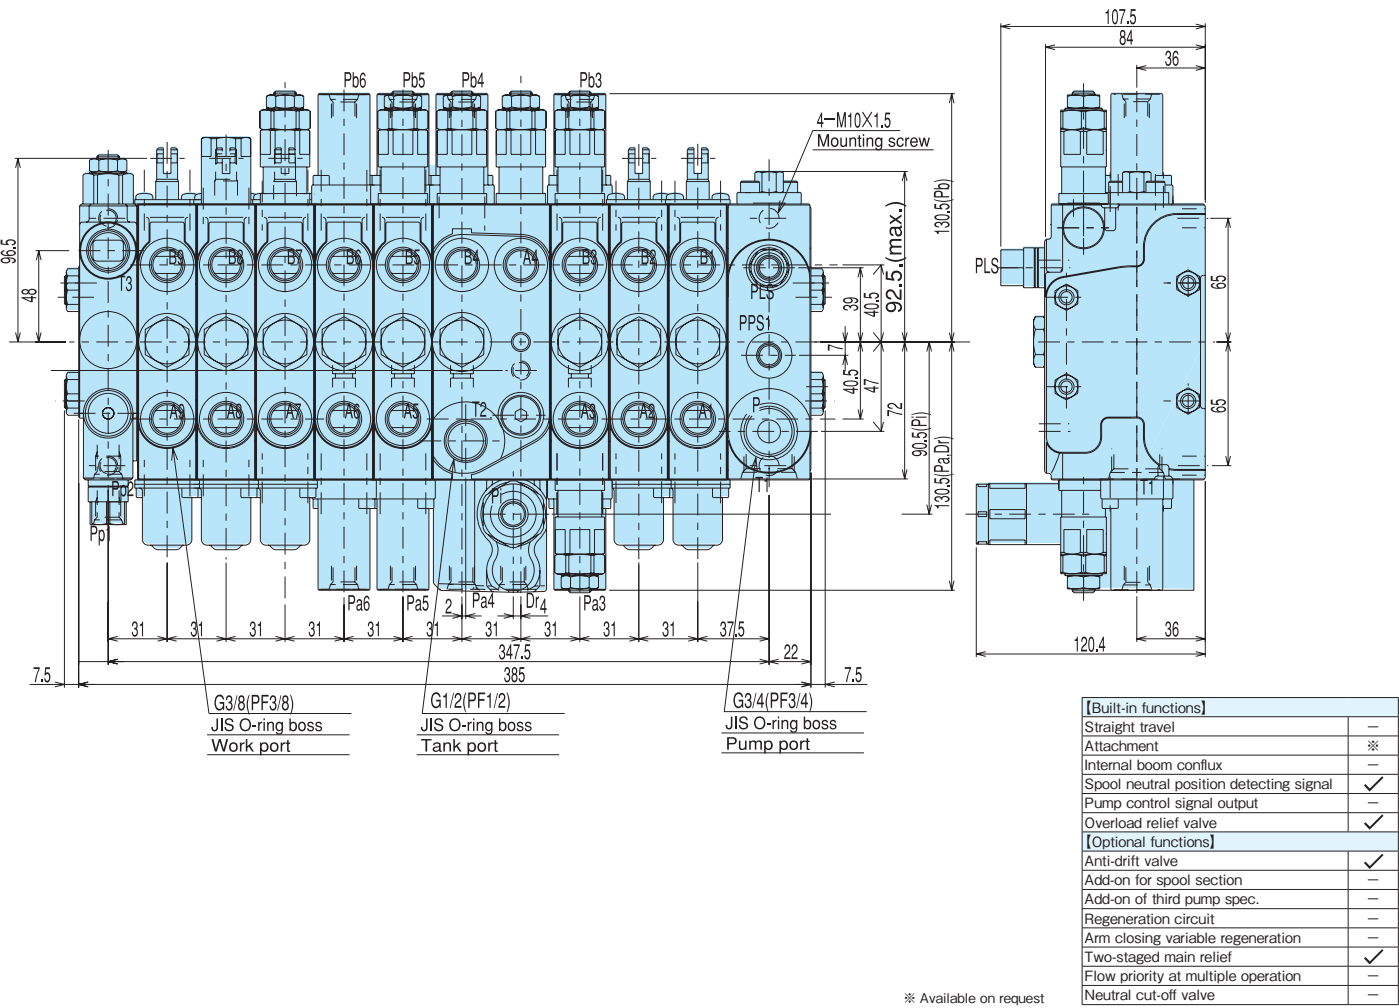 107.5
84
36
Pb6
Pb5
Pb4
Pb3
4-M10X1.5
Mounting screw
130.5(Pb)
96.5
48
T3
B9
B8
B7
B6
B5
B4
A4
B3
B2
B1
PLS
PPS1
39
40.5
92.5 (max.)
PLS
65
7
40.5
47
72
90.5(Pi)
130.5(Pa,Dr)
65
A9
A8
A7
A6
A5
T2
A3
A2
A1
P
T1
Pp2
Pp1
Pi
Pa6
Pa5
2
Pa4
Dr
4
Pa3
31
31
31
31
31
31
31
31
31
31
37.5
36
347.5
22
120.4
7.5
385
7.5
G3/8(PF3/8)
JIS O-ring boss
Work port
G1/2(PF1/2)
JIS O-ring boss
Tank port
G3/4(PF3/4)
JIS O-ring boss
Pump port
【Built-in functions】
Straight travel −
Attachment ※
Internal boom conflux −
Spool neutral position detecting signal ✓
Pump control signal output −
Overload relief valve ✓
【Optional functions】
Anti-drift valve ✓
Add-on for spool section −
Add-on of third pump spec. −
Regeneration circuit −
Arm closing variable regeneration −
Two-staged main relief ✓
Flow priority at multiple operation −
Neutral cut-off valve −
※ Available on request